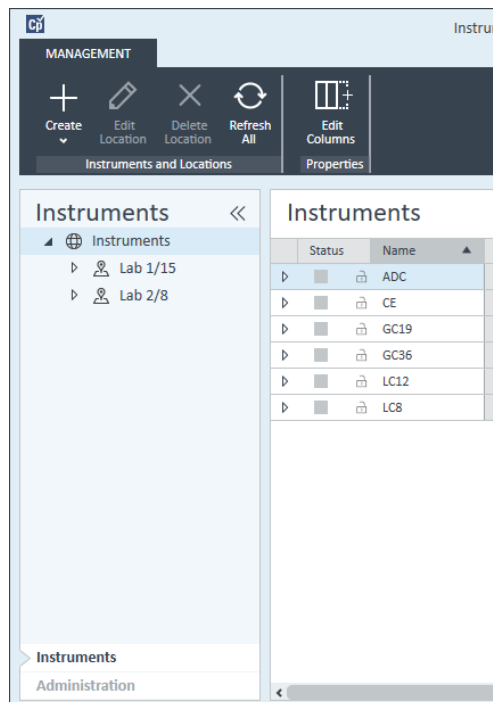 Cp
Instru
MANAGEMENT
Create
Edit
Location
Delete
Location
Refresh
All
Edit
Columns
Instruments and Locations
Properties
Instruments
Instruments
Lab 1/15
Lab 2/8
Instruments
Status Name
ADC
CE
GC19
GC36
LC12
LC8
Instruments
Administration